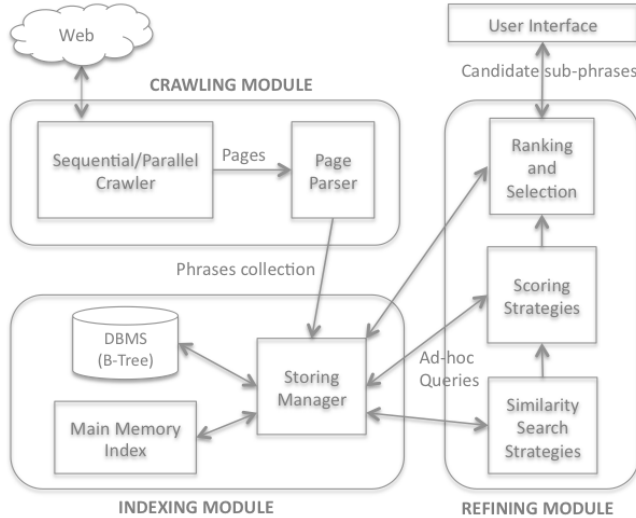 Web
User Interface
Candidate sub-phrases
CRAWLING MODULE
Sequential/Parallel
Crawler
Pages
Page
Parser
Ranking
and
Selection
Phrases collection
Scoring
Strategies
DBMS
(B-Tree)
Storing
Manager
Ad-hoc
Queries
Main Memory
Index
Similarity
Search
Strategies
INDEXING MODULE
REFINING MODULE